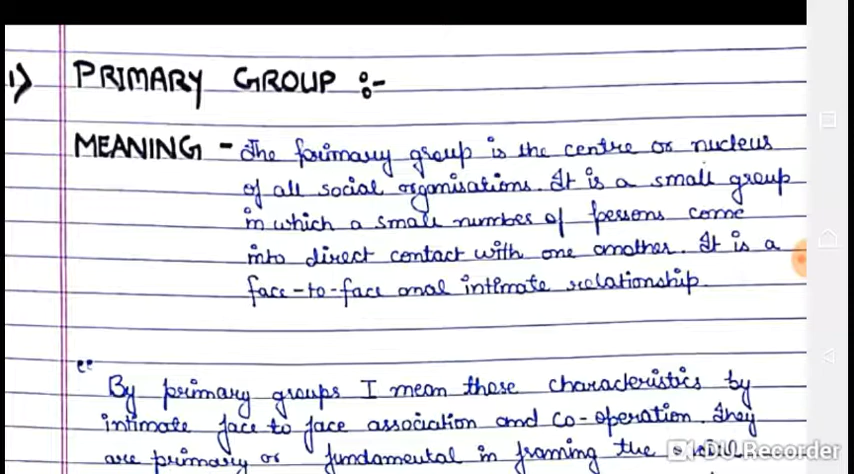 1) PRIMARY GROUP :-
MEANING - The primary group is the centre or nucleus
of all social organisations. It is a small group
in which a small number of persons come
into direct contact with one another. It is a
face-to-face and intimate relationship.
"
By primary groups I mean those characteristics by
intimate face to face association and co-operation. They
are primary or fundamental in framing the
DU Recorder